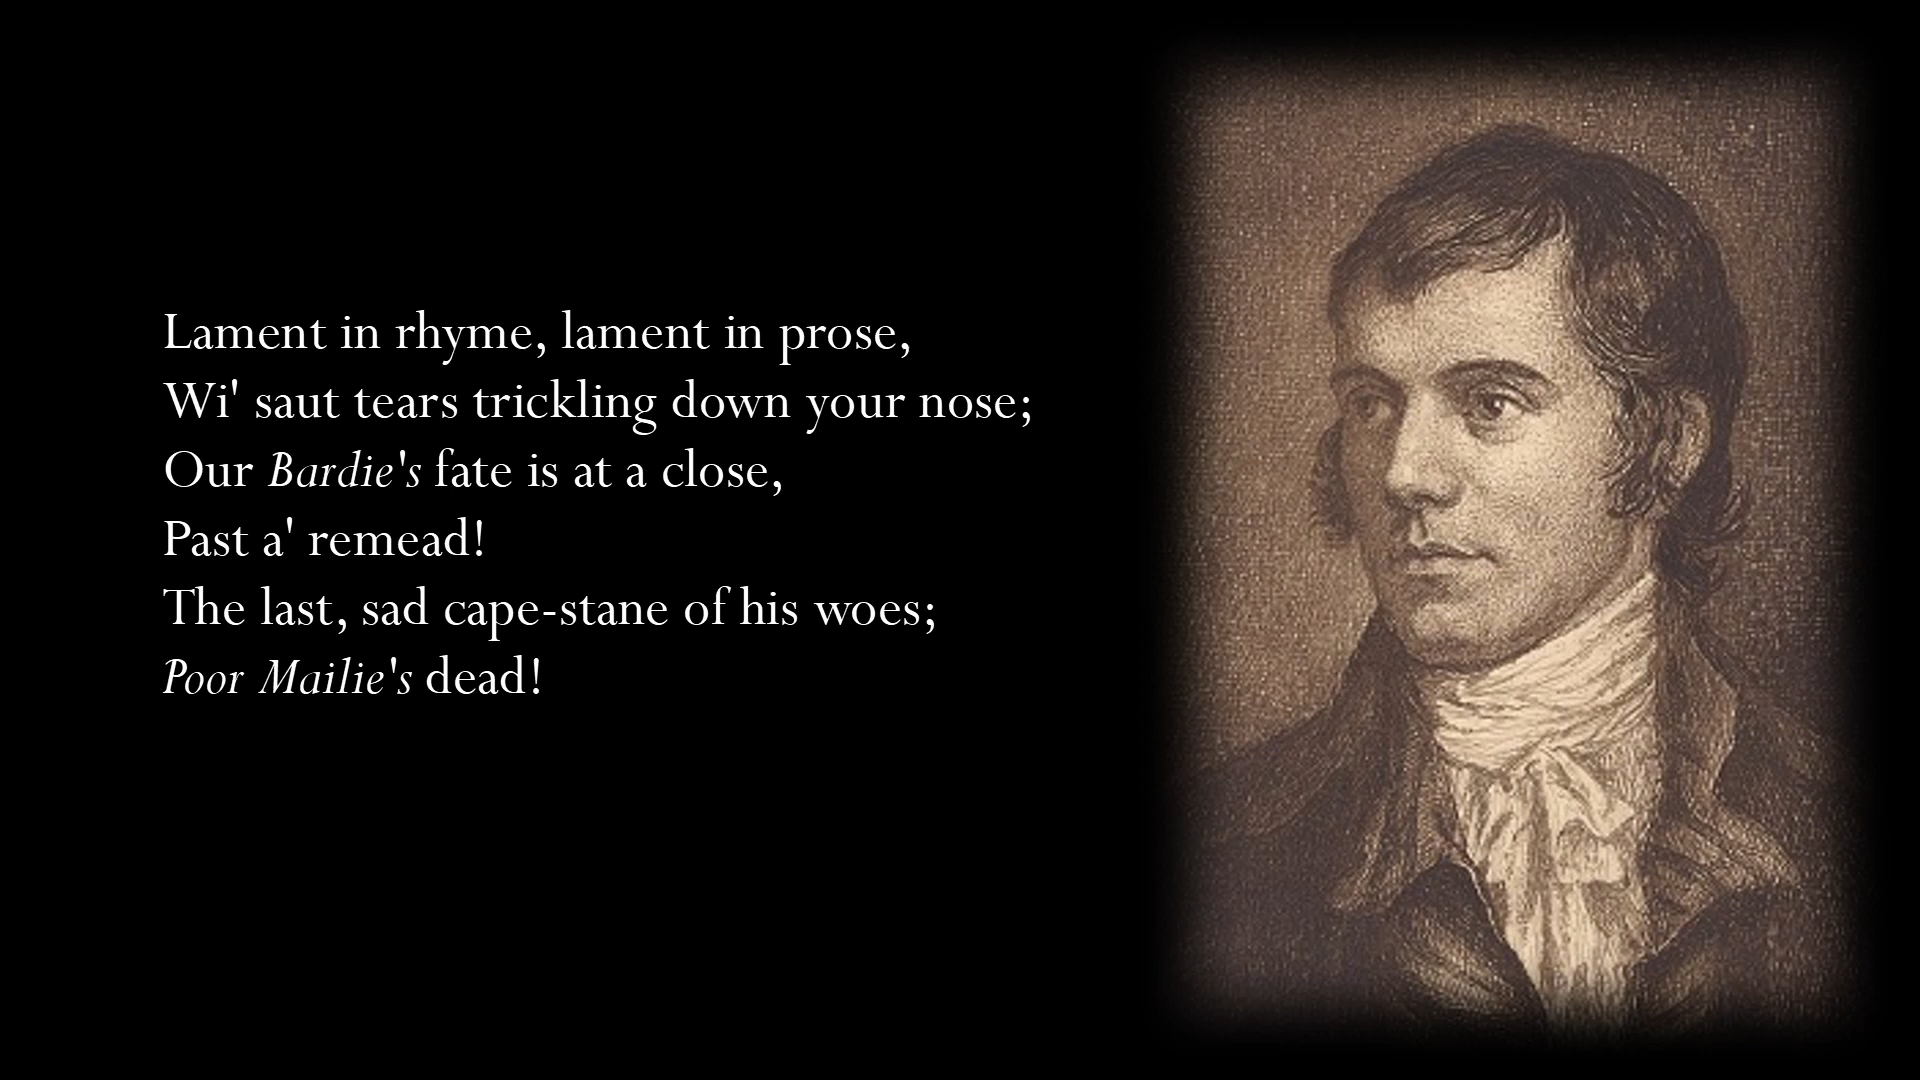 Lament in rhyme, lament in prose,
Wi' saut tears trickling down your nose;
Our Bardie's fate is at a close,
Past a' remead!
The last, sad cape-stane of his woes;
Poor Mailie's dead!